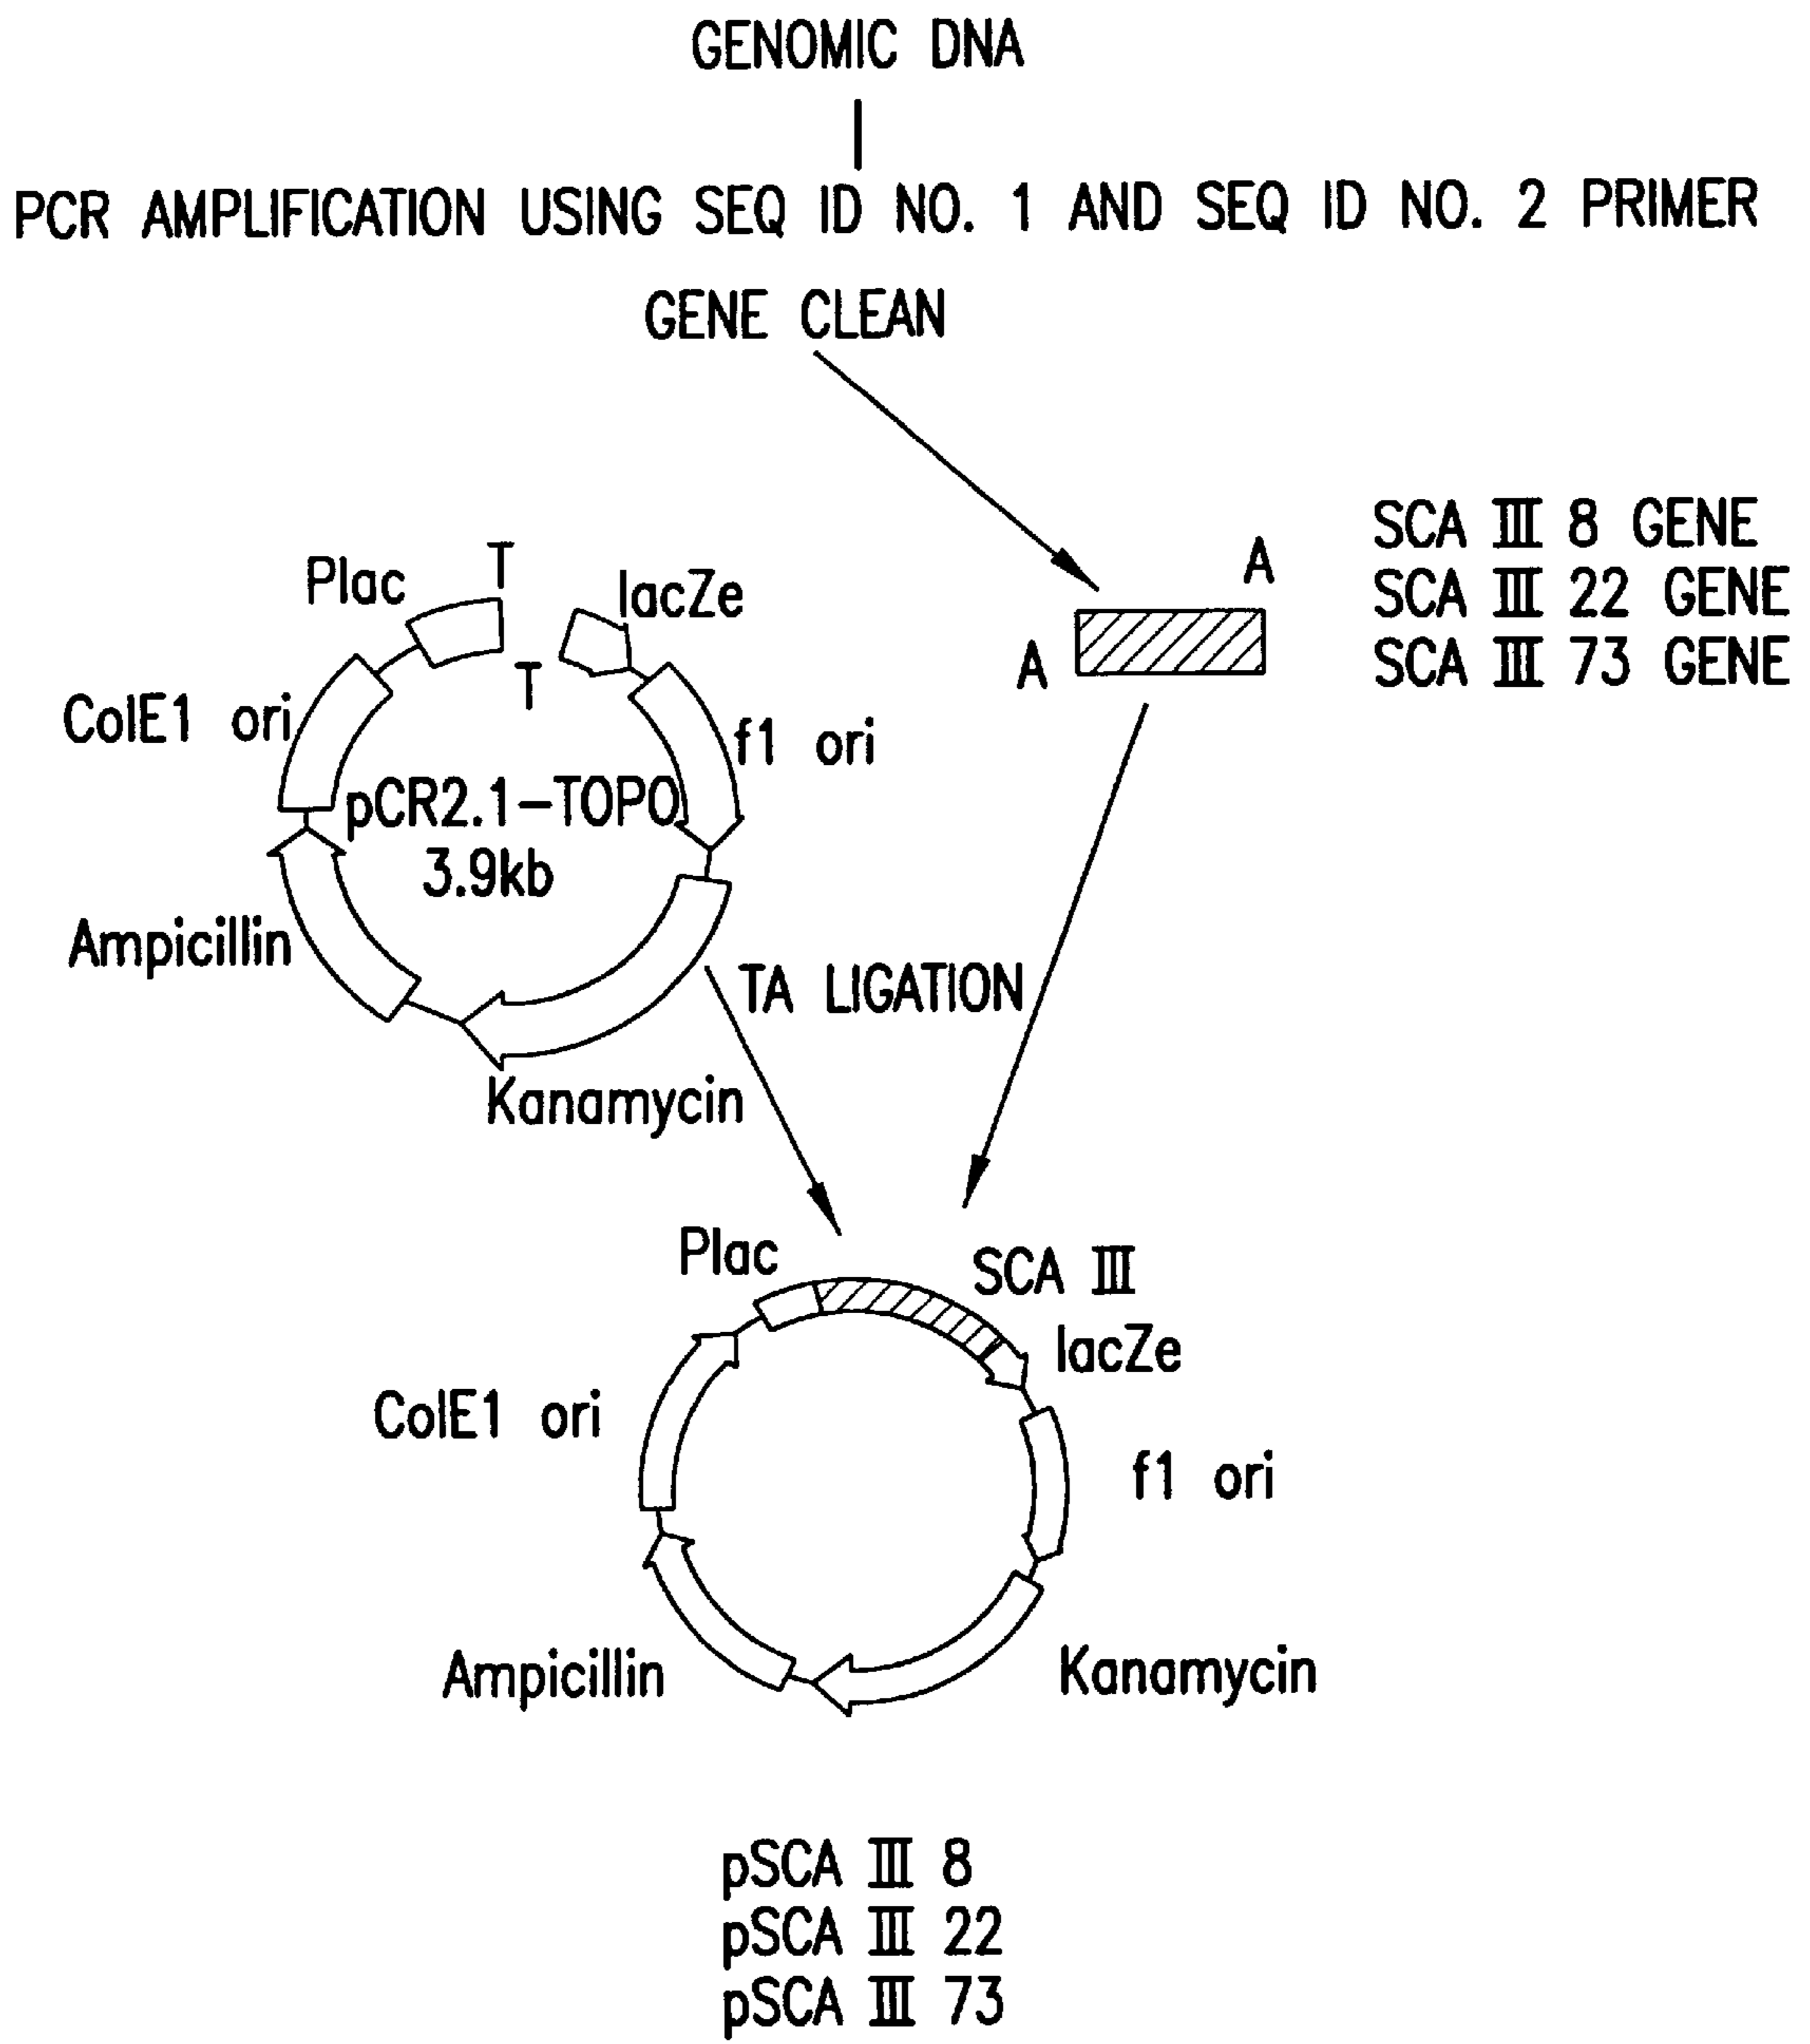 GENOMIC DNA
PCR AMPLIFICATION USING SEQ ID NO. 1 AND SEQ ID NO. 2 PRIMER
GENE CLEAN
SCA III 8 GENE
SCA III 22 GENE
SCA III 73 GENE
A
A
Plac
T
lacZe
T
ColE1 ori
f1 ori
pCR2.1-TOPO
3.9kb
Ampicillin
TA LIGATION
Kanamycin
Plac
SCA III
lacZe
ColE1 ori
f1 ori
Ampicillin
Kanamycin
pSCA III 8
pSCA III 22
pSCA III 73